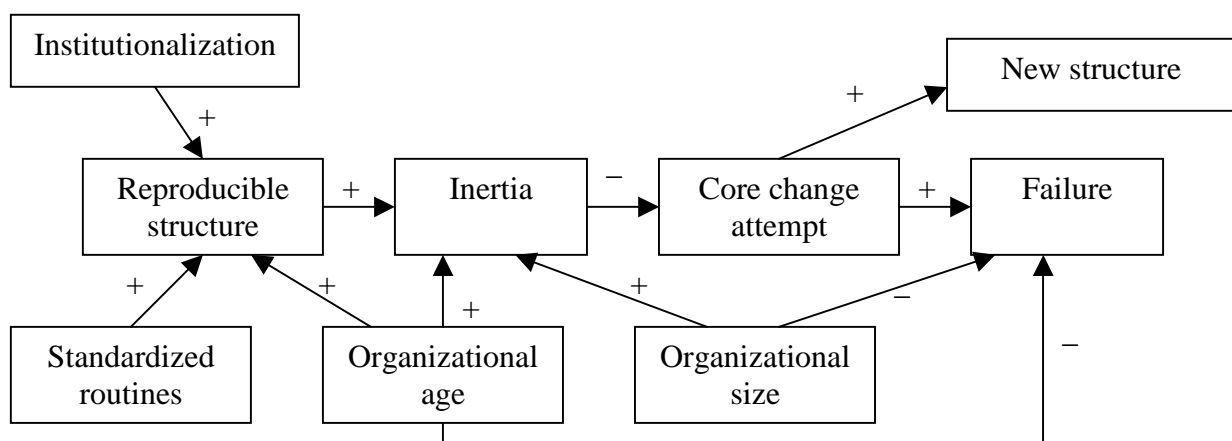 Institutionalization
New structure
+
+
Reproducible
structure
+
Inertia
−
Core change
attempt
+
Failure
+
+
+
+
−
−
Standardized
routines
Organizational
age
Organizational
size